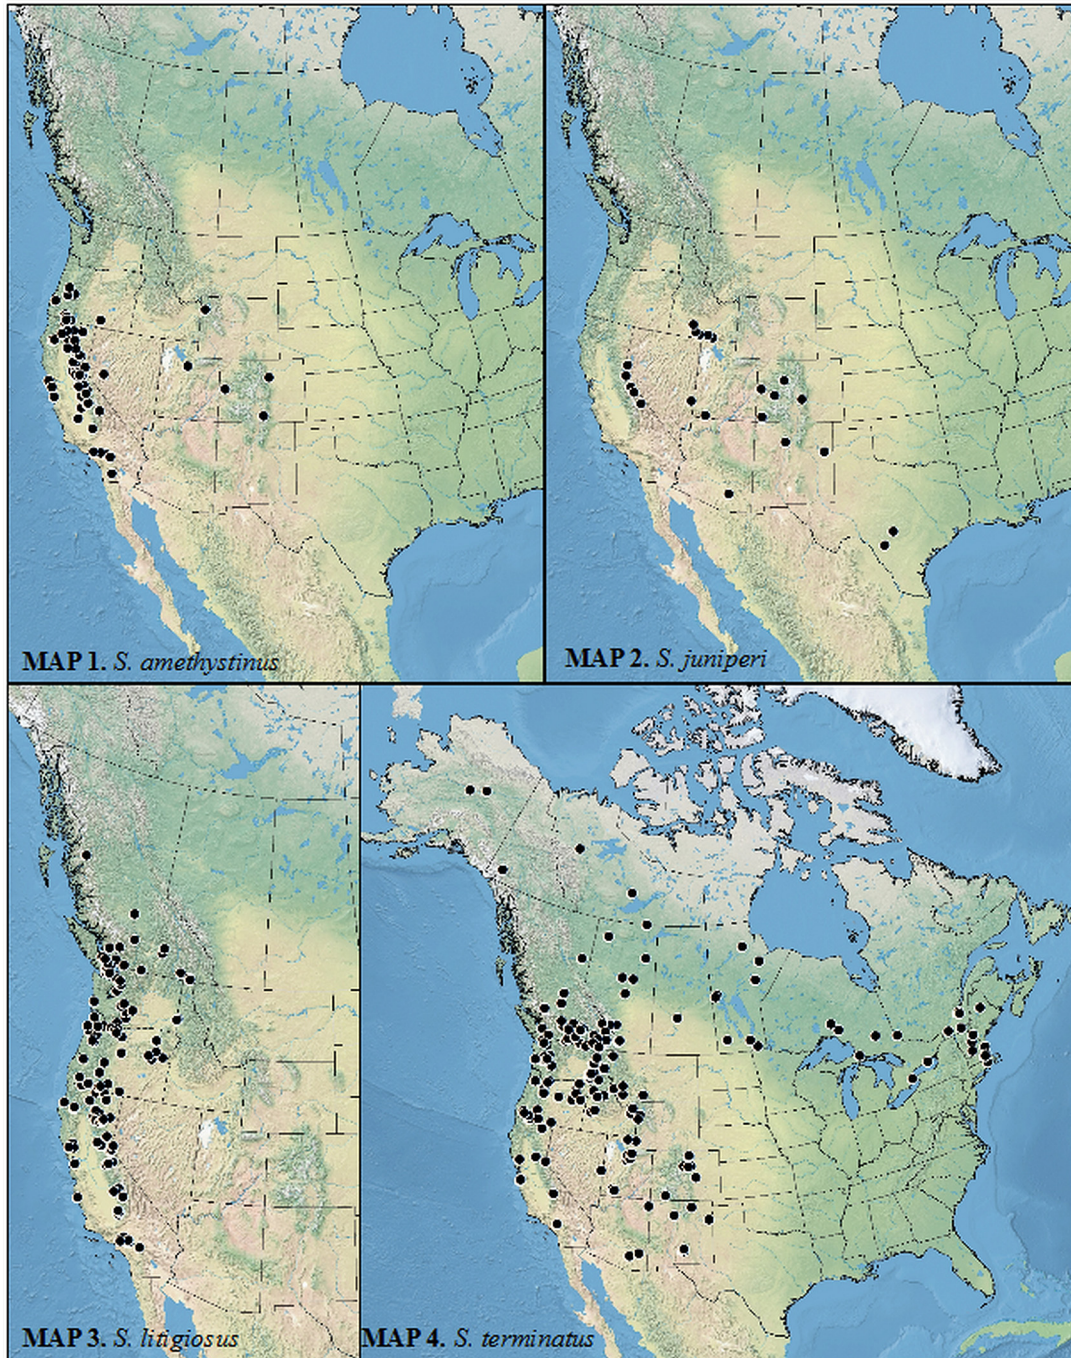 MAP 1. S. amethystinus
MAP 2. S. juniperi
MAP 3. S. litigiosus
MAP 4. S. terminatus